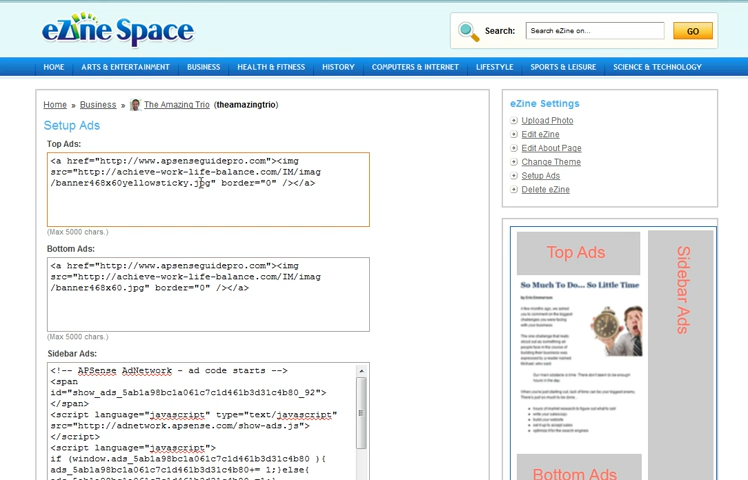 eZine Space
Search: Search eZine on... GO
HOME ARTS & ENTERTAINMENT BUSINESS HEALTH & FITNESS HISTORY COMPUTERS & INTERNET LIFESTYLE SPORTS & LEISURE SCIENCE & TECHNOLOGY
Home » Business » The Amazing Trio (theamazingtrio)
Setup Ads
Top Ads:
<a href="http://www.apsenseguidepro.com"><img
src="http://achieve-work-life-balance.com/IM/imag
/banner468x60yellowsticky.jpg" border="0" /></a>
(Max 5000 chars.)
Bottom Ads:
<a href="http://www.apsenseguidepro.com"><img
src="http://achieve-work-life-balance.com/IM/imag
/banner468x60.jpg" border="0" /></a>
(Max 5000 chars.)
Sidebar Ads:
<!-- APSense AdNetwork - ad code starts -->
<span
id="show_ads_5ab1a98bc1a061c7c1d461b3d31c4b80_92">
</span>
<script language="javascript" type="text/javascript"
src="http://adnetwork.apsense.com/show-ads.js">
</script>
<script language="javascript">
if (window.ads_5ab1a98bc1a061c7c1d461b3d31c4b80 ){
ads_5ab1a98bc1a061c7c1d461b3d31c4b80+= 1;}else{
eZine Settings
Upload Photo
Edit eZine
Edit About Page
Change Theme
Setup Ads
Delete eZine
Top Ads
Sidebar Ads
So Much To Do... So Little Time
Bottom Ads